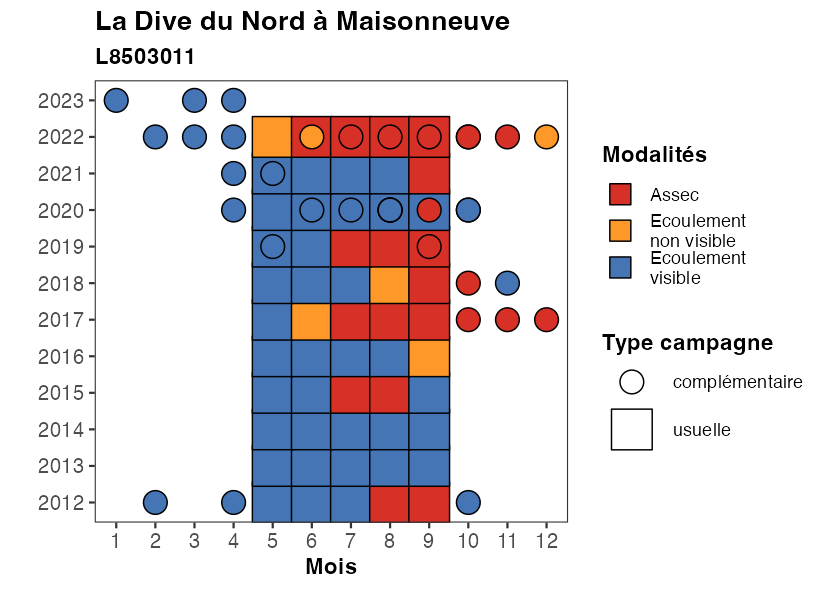 La Dive du Nord à Maisonneuve
L8503011
2023
2022
2021
2020
2019
2018
2017
2016
2015
2014
2013
2012
1 2 3 4 5 6 7 8 9 10 11 12
Mois
Modalités
Assec
Ecoulement
non visible
Ecoulement
visible
Type campagne
complémentaire
usuelle